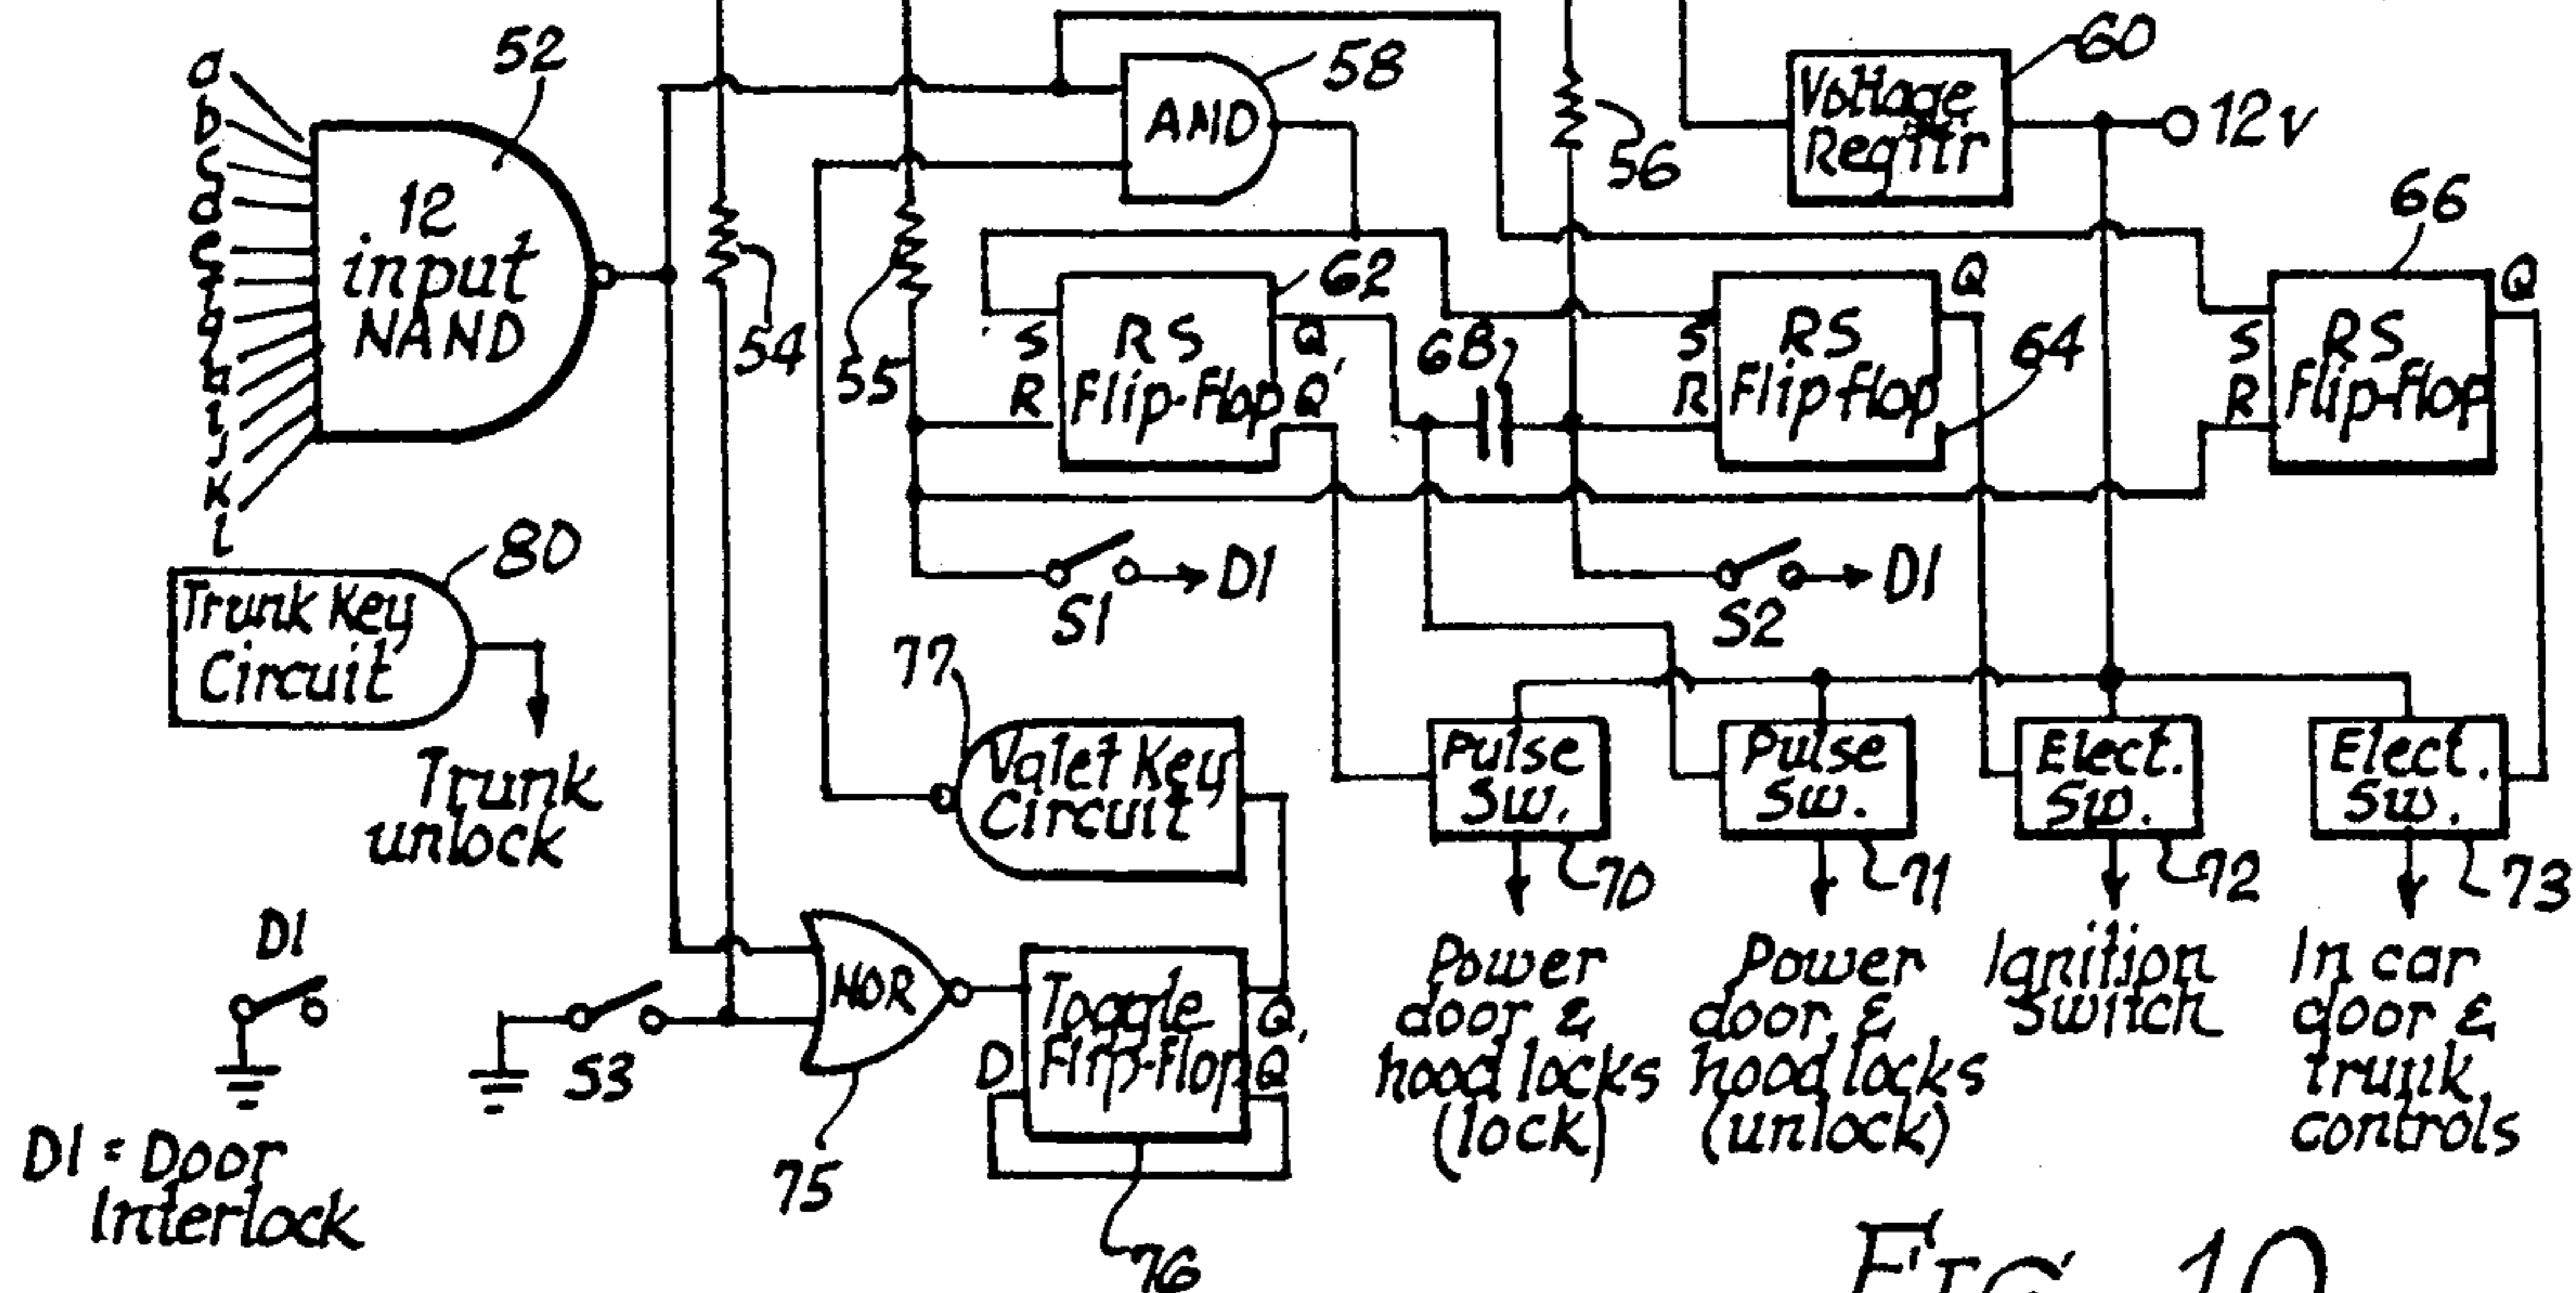 a
b
c
d
e
f
g
h
i
j
k
l
52
12
input
NAND
54
55
AND
58
56
Voltage
Regltr
60
12v
S
R
RS
Flip-Flop
62
Q
Q'
68
S
R
RS
Flip flop
Q
64
S
R
RS
Flip-flop
Q
66
S1
D1
S2
D1
Trunk Key
Circuit
80
Trunk
unlock
77
Valet Key
Circuit
Pulse
Sw.
70
Pulse
Sw.
71
Elect.
Sw.
72
Elect.
Sw.
73
Power
door &
hood locks
(lock)
Power
door &
hood locks
(unlock)
Ignition
Switch
In car
door &
trunk
controls
D1
D1 = Door
Interlock
S3
NOR
75
D
Toggle
Flip-flop
Q
Q'
76
FIG. 10